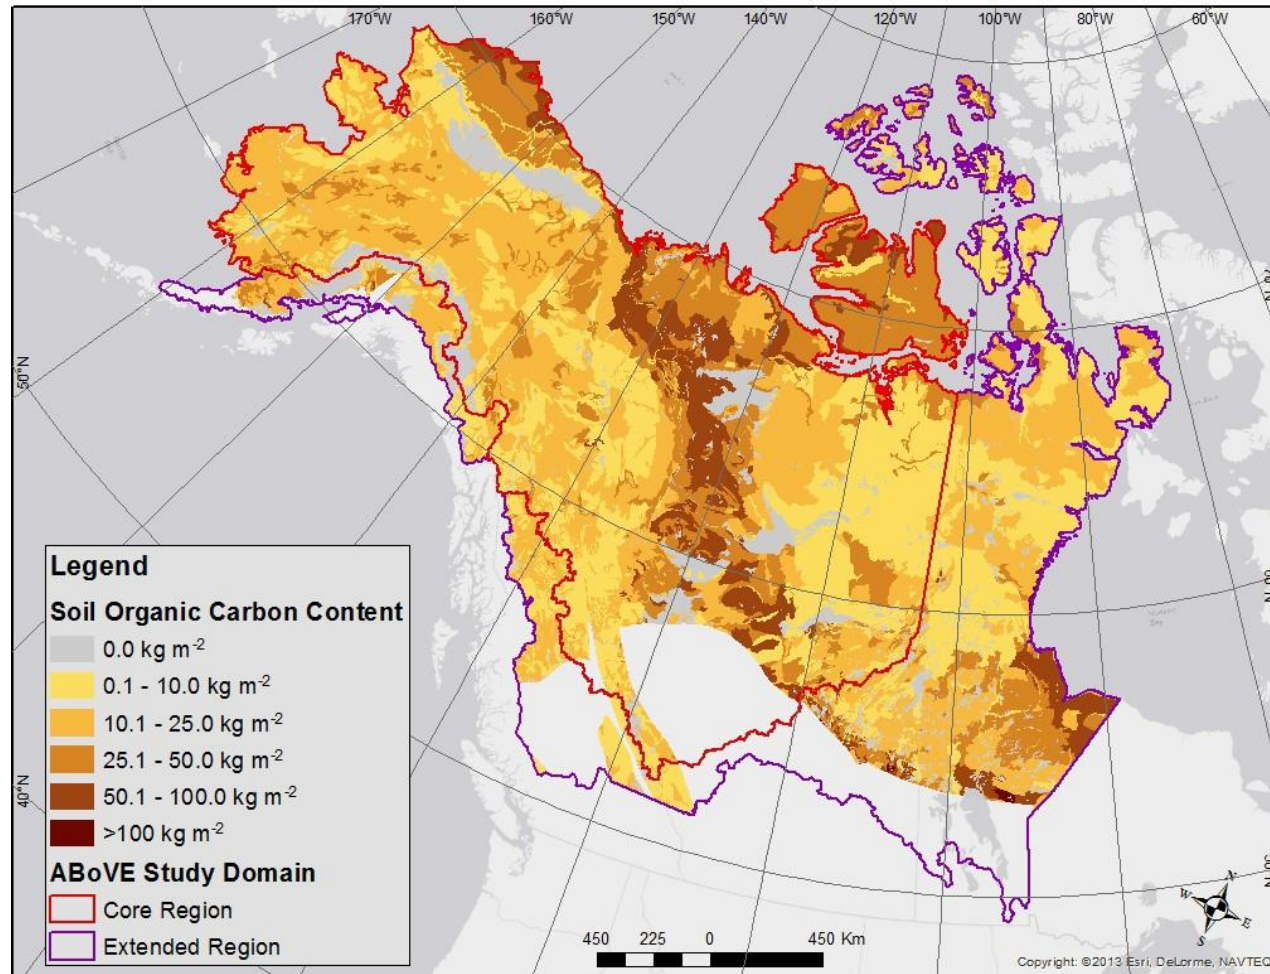 170°W
160°W
150°W
140°W
120°W
100°W
80°W
60°W
50°N
40°N
Legend
Soil Organic Carbon Content
0.0 kg m-2
0.1 - 10.0 kg m-2
10.1 - 25.0 kg m-2
25.1 - 50.0 kg m-2
50.1 - 100.0 kg m-2
>100 kg m-2
ABoVE Study Domain
Core Region
Extended Region
450 225 0 450 Km
N
W
E
S
Copyright: ©2013 Esri, DeLorme, NAVTEQ